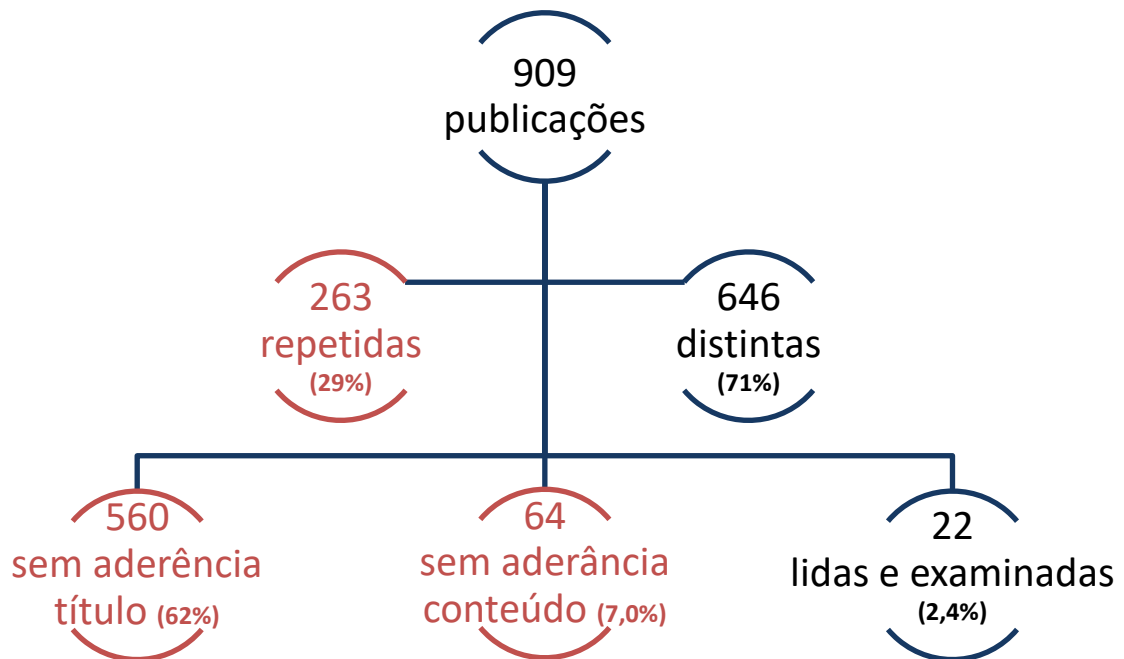 909
publicações
263
repetidas
(29%)
646
distintas
(71%)
560
sem aderência
título (62%)
64
sem aderância
conteúdo (7,0%)
22
lidas e examinadas
(2,4%)